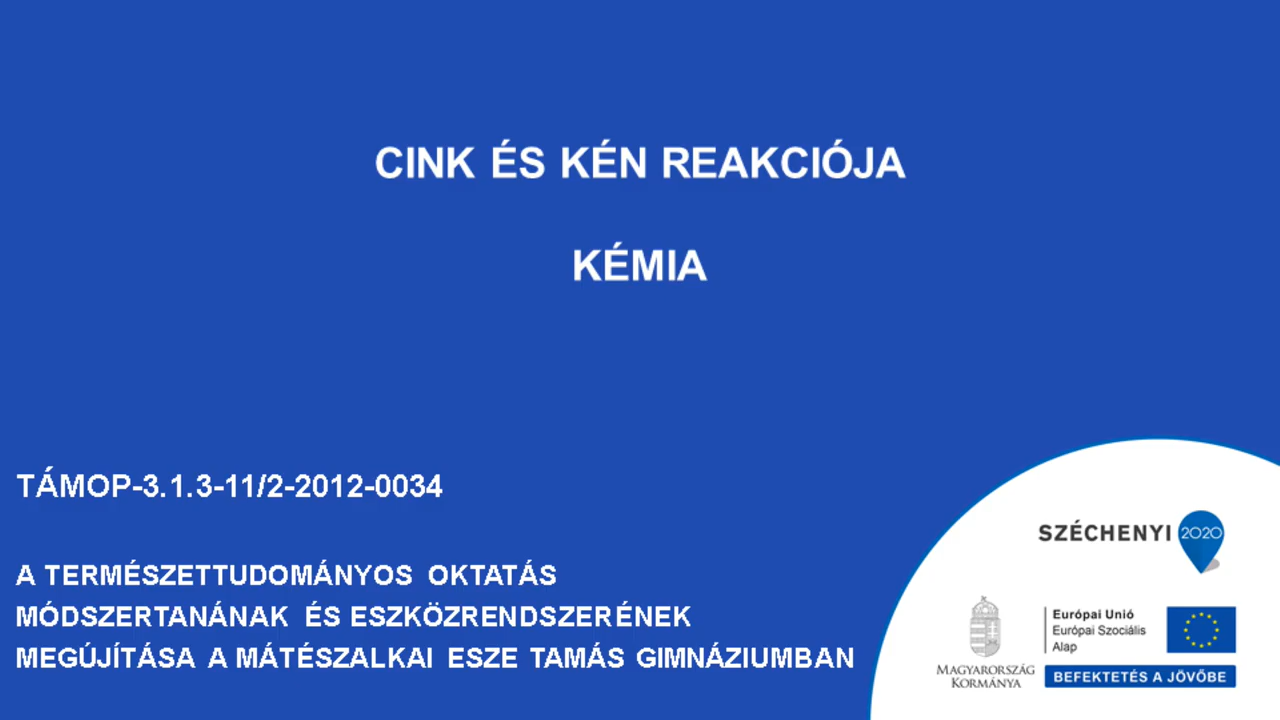 CINK ÉS KÉN REAKCIÓJA
KÉMIA
TÁMOP-3.1.3-11/2-2012-0034
A TERMÉSZETTUDOMÁNYOS OKTATÁS
MÓDSZERTANÁNAK ÉS ESZKÖZRENDSZERÉNEK
MEGÚJÍTÁSA A MÁTÉSZALKAI ESZE TAMÁS GIMNÁZIUMBAN
SZÉCHENYI 2020
Európai Unió
Európai Szociális
Alap
MAGYARORSZÁG
KORMÁNYA
BEFEKTETÉS A JÖVŐBE